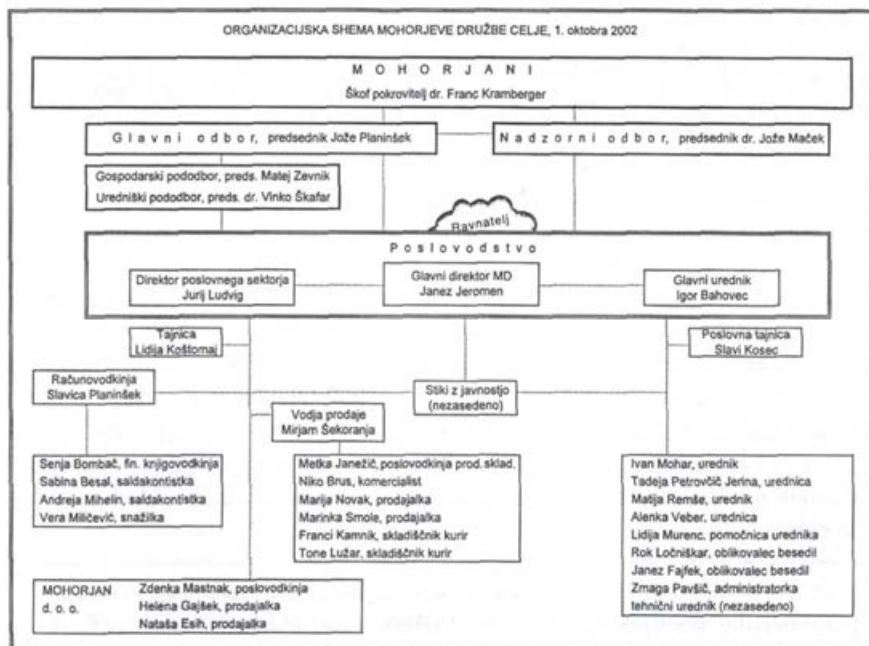 ORGANIZACIJSKA SHEMA MOHORJEVE DRUŽBE CELJE, 1. oktobra 2002
MOHORJANI
Škof pokrovitelj dr. Franc Kramberger
Glavni odbor, predsednik Jože Planinšek
Nadzorni odbor, predsednik dr. Jože Maček
Gospodarski pododbor, preds. Matej Zevnik
Uredniški pododbor, preds. dr. Vinko Škafar
Ravnatelj
Poslovodstvo
Direktor poslovnega sektorja
Jurij Ludvig
Glavni direktor MD
Janez Jeromen
Glavni urednik
Igor Bahovec
Tajnica
Lidija Koštomaj
Poslovna tajnica
Slavi Kosec
Računovodkinja
Slavica Planinšek
Stiki z javnostjo
(nezasedeno)
Vodja prodaje
Mirjam Šekoranja
Senja Bombač, fin. knjigovodkinja
Sabina Besal, saldakontistka
Andreja Mihelin, saldakontistka
Vera Miličević, snažilka
Metka Janežič, poslovodkinja prod.sklad.
Niko Brus, komercialist
Marija Novak, prodajalka
Marinka Smole, prodajalka
Franci Kamnik, skladiščnik kurir
Tone Lužar, skladiščnik kurir
Ivan Mohar, urednik
Tadeja Petrovčič Jerina, urednica
Matija Remše, urednik
Alenka Veber, urednica
Lidija Murenc, pomočnica urednika
Rok Ločniškar, oblikovalec besedil
Janez Fajfek, oblikovalec besedil
Zmaga Pavšič, administratorka
tehnični urednik (nezasedeno)
MOHORJAN
d. o. o.
Zdenka Mastnak, poslovodkinja
Helena Gajšek, prodajalka
Nataša Esih, prodajalka